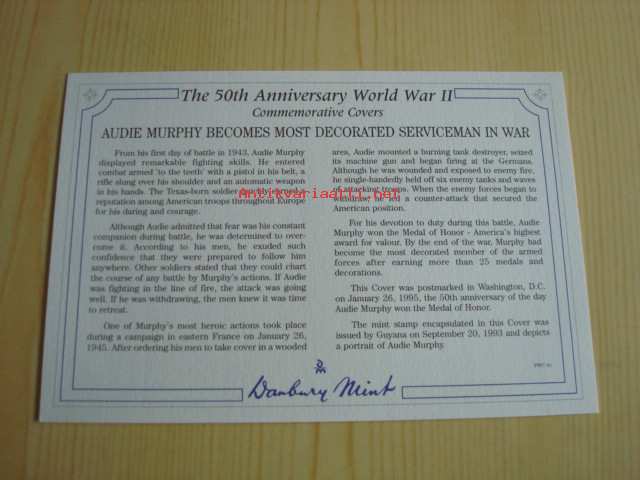 The 50th Anniversary World War II
Commemorative Covers
AUDIE MURPHY BECOMES MOST DECORATED SERVICEMAN IN WAR
From his first day of battle in 1943, Audie Murphy
displayed remarkable fighting skills. He entered
combat armed 'to the teeth' with a pistol in his belt, a
rifle slung over his shoulder and an automatic weapon
in his hands. The Texas-born soldier quickly earned a
reputation among American troops throughout Europe
for his daring and courage.
Although Audie admitted that fear was his constant
companion during battle, he was determined to over-
come it. According to his men, he exuded such
confidence that they were prepared to follow him
anywhere. Other soldiers stated that they could chart
the course of any battle by Murphy's actions. If Audie
was fighting in the line of fire, the attack was going
well. If he was withdrawing, the men knew it was time
to retreat.
One of Murphy's most heroic actions took place
during a campaign in eastern France on January 26,
1945. After ordering his men to take cover in a wooded
area, Audie mounted a burning tank destroyer, seized
its machine gun and began firing at the Germans.
Although he was wounded and exposed to enemy fire,
he single-handedly held off six enemy tanks and waves
of attacking troops. When the enemy forces began to
withdraw, he led a counter-attack that secured the
American position.
For his devotion to duty during this battle, Audie
Murphy won the Medal of Honor - America's highest
award for valour. By the end of the war, Murphy had
become the most decorated member of the armed
forces after earning more than 25 medals and
decorations.
This Cover was postmarked in Washington, D.C.
on January 26, 1995, the 50th anniversary of the day
Audie Murphy won the Medal of Honor.
The mint stamp encapsulated in this Cover was
issued by Guyana on September 20, 1993 and depicts
a portrait of Audie Murphy.
Danbury Mint
Antikvariaatti.net